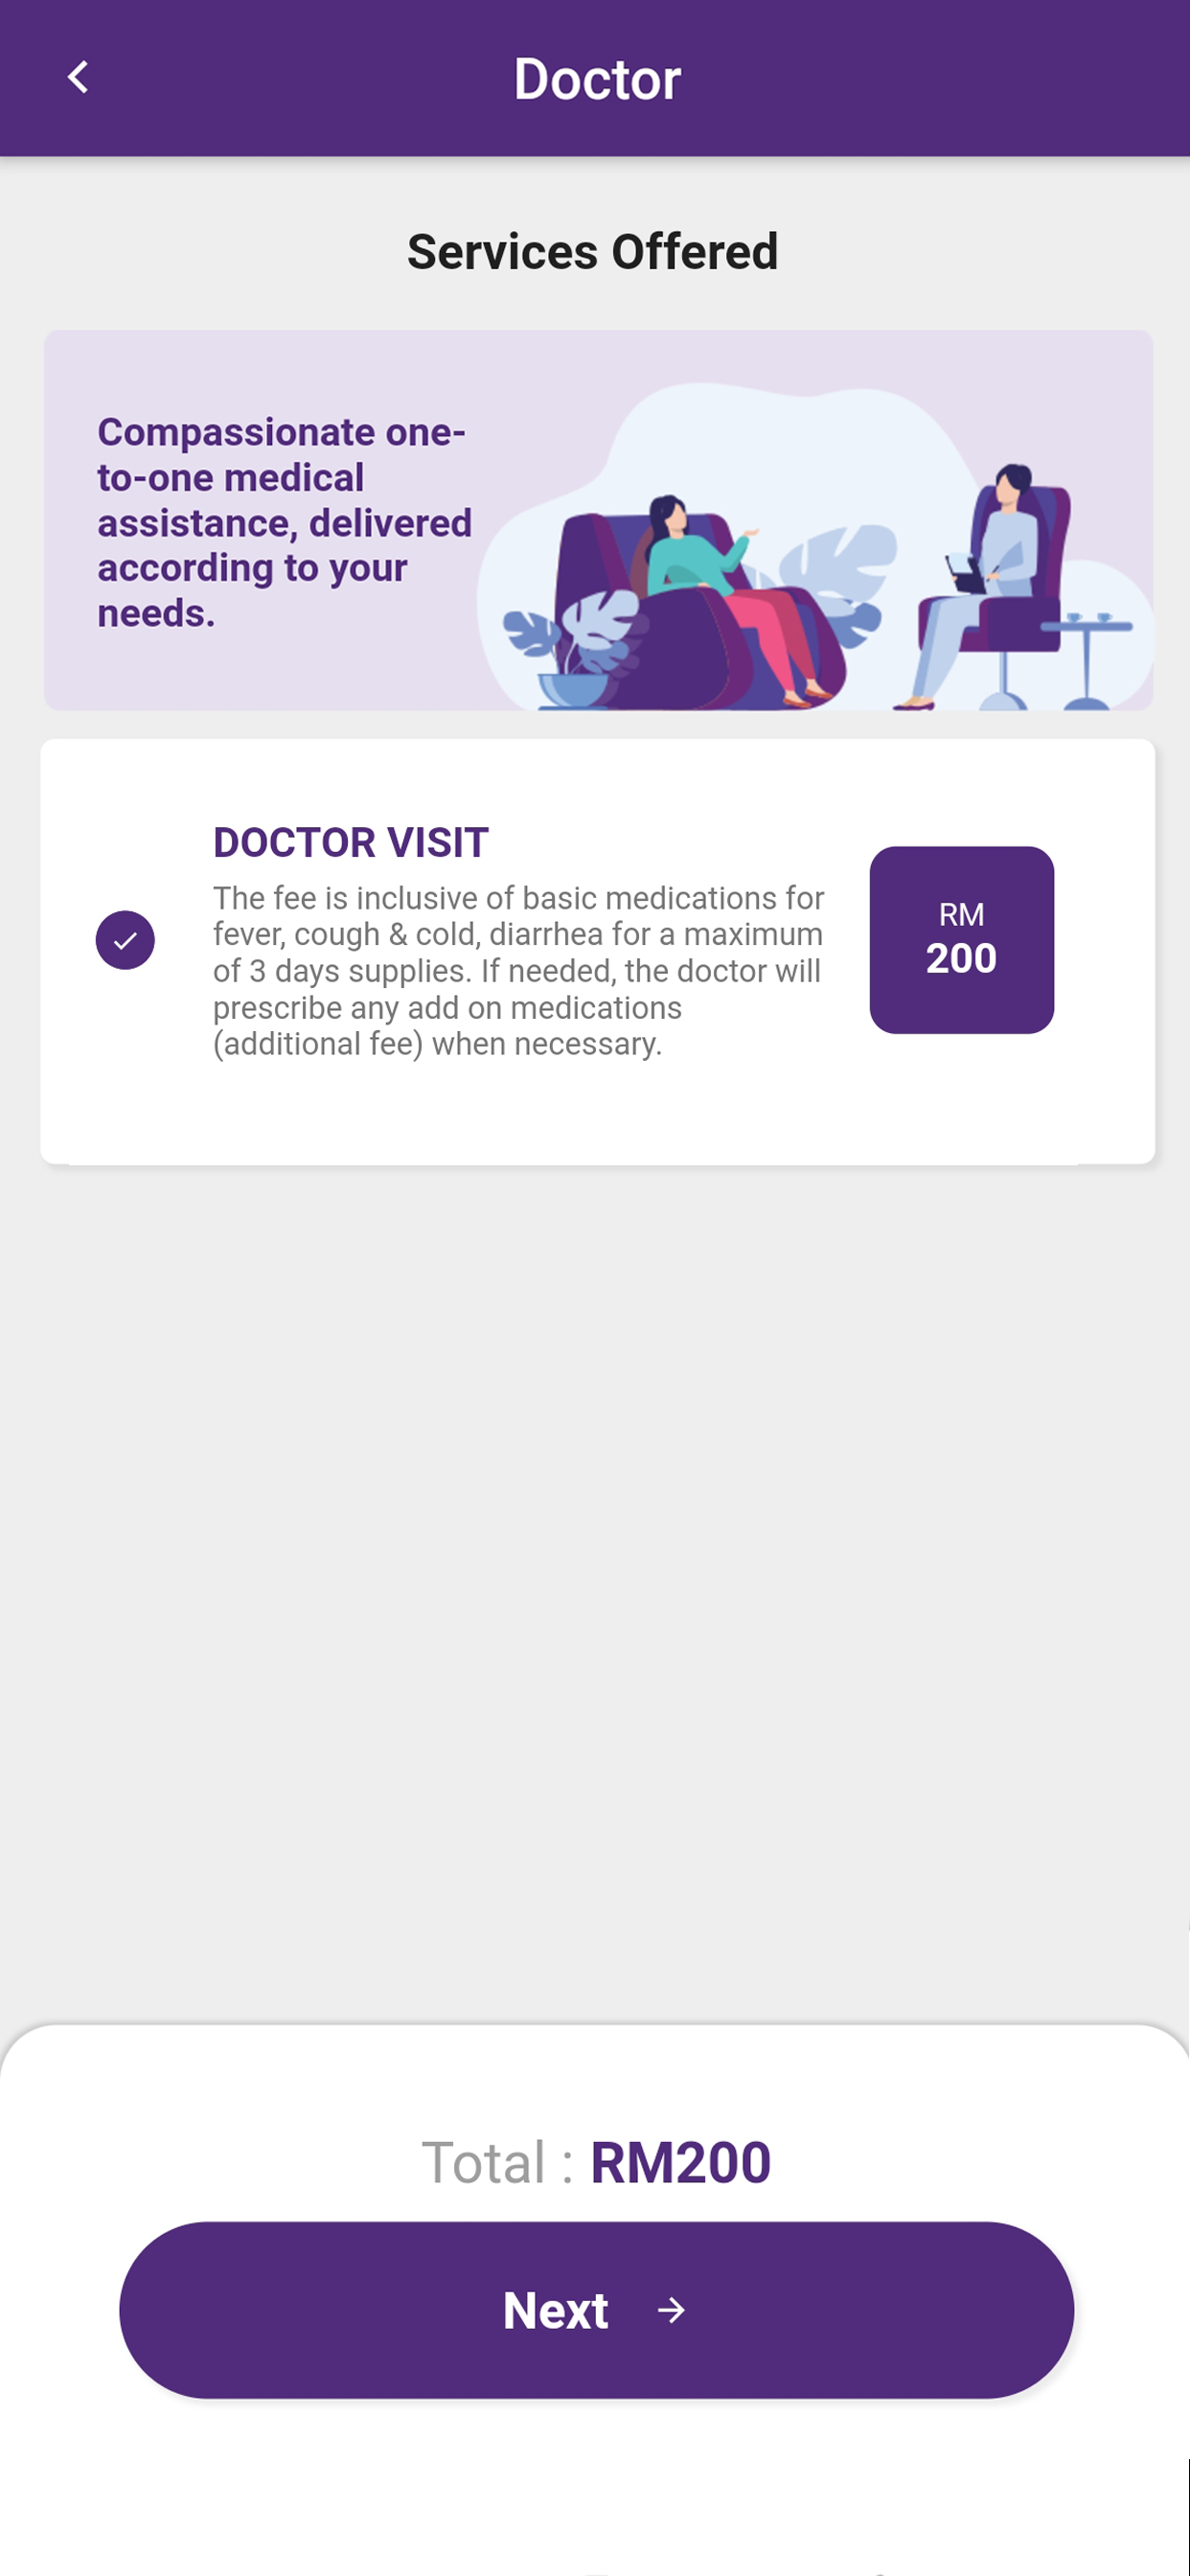 Doctor
Services Offered
Compassionate one-
to-one medical
assistance, delivered
according to your
needs.
DOCTOR VISIT
The fee is inclusive of basic medications for
fever, cough & cold, diarrhea for a maximum
of 3 days supplies. If needed, the doctor will
prescribe any add on medications
(additional fee) when necessary.
RM
200
Total : RM200
Next